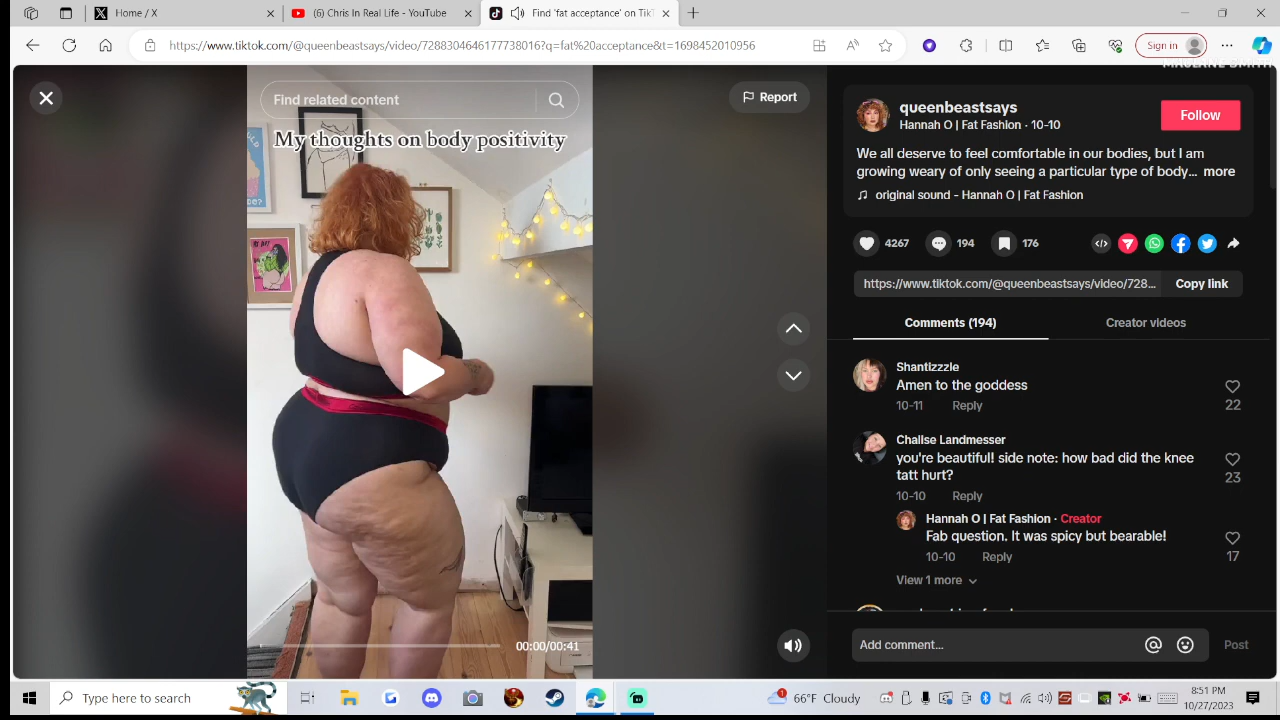 Home / X
(6) Chris In Real Life - YouTube
Find 'fat acceptance' on TikT
https://www.tiktok.com/@queenbeastsays/video/7288304646177738016?q=fat%20acceptance&t=1698452010956
Sign in
Find related content
Report
My thoughts on body positivity
00:00/00:41
queenbeastsays
Hannah O | Fat Fashion · 10-10
Follow
We all deserve to feel comfortable in our bodies, but I am
growing weary of only seeing a particular type of body... more
original sound - Hannah O | Fat Fashion
4267
194
176
https://www.tiktok.com/@queenbeastsays/video/728...
Copy link
Comments (194)
Creator videos
Shantizzzle
Amen to the goddess
10-11 Reply
22
Chalise Landmesser
you're beautiful! side note: how bad did the knee
tatt hurt?
23
10-10 Reply
Hannah O | Fat Fashion · Creator
Fab question. It was spicy but bearable!
17
10-10 Reply
View 1 more
Add comment...
Post
Type here to search
66°F Cloudy
8:51 PM
10/27/2023